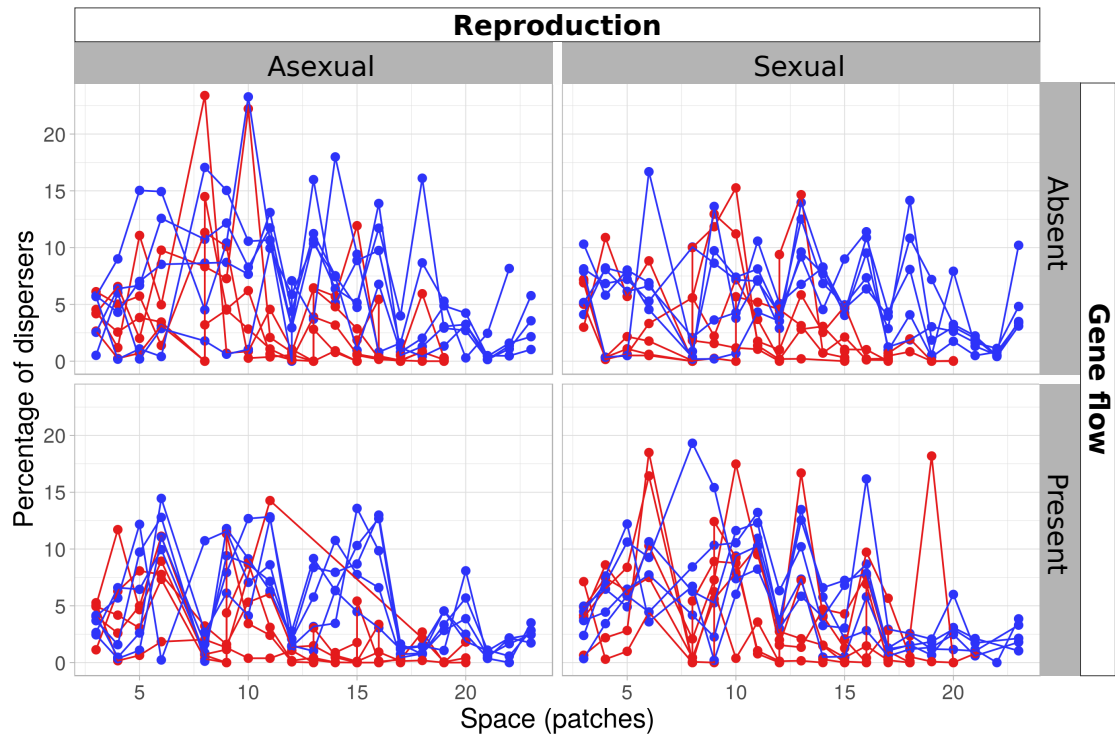 Reproduction
Asexual Sexual
Percentage of dispersers
Gene flow
Absent
20
15
10
5
0
Present
20
15
10
5
0
5 10 15 20 5 10 15 20
Space (patches)